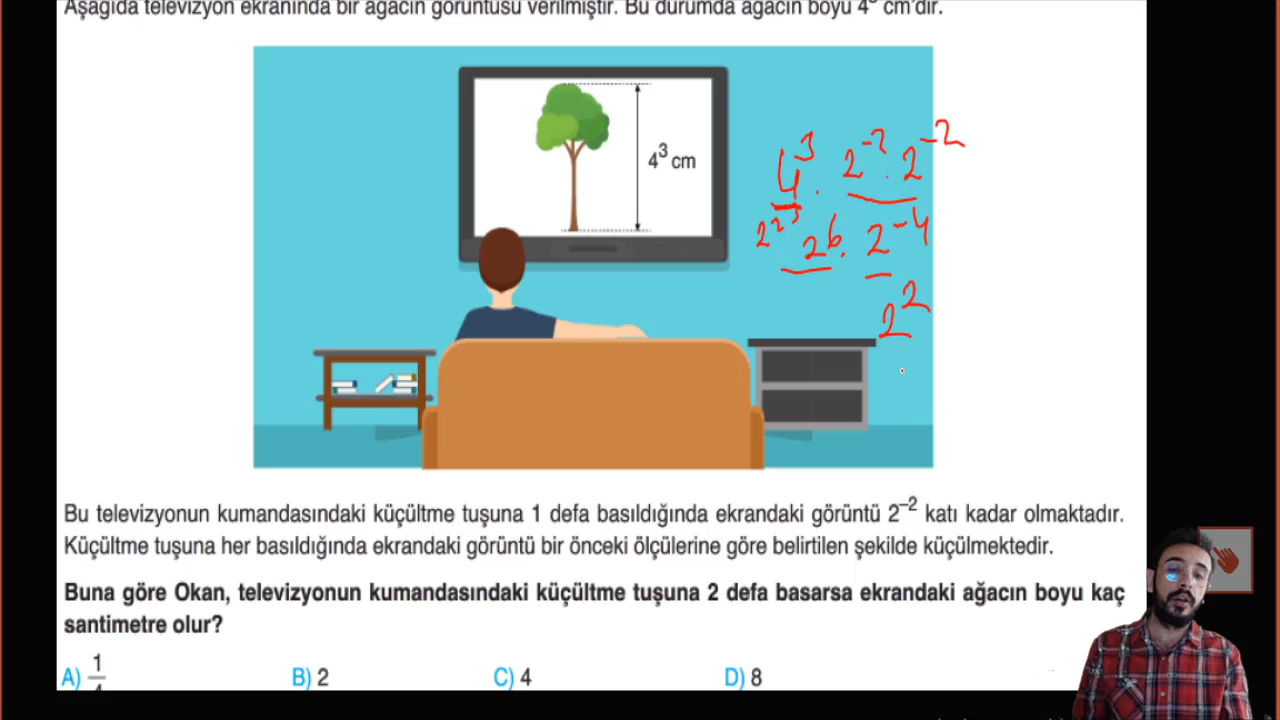 Aşağıda televizyon ekranında bir ağacın görüntüsü verilmiştir. Bu durumda ağacın boyu 4³ cm'dir.
4³ cm
4³ . 2⁻² . 2⁻²
2²³ 2⁶ . 2⁻⁴
2²
Bu televizyonun kumandasındaki küçültme tuşuna 1 defa basıldığında ekrandaki görüntü 2⁻² katı kadar olmaktadır.
Küçültme tuşuna her basıldığında ekrandaki görüntü bir önceki ölçülerine göre belirtilen şekilde küçülmektedir.
Buna göre Okan, televizyonun kumandasındaki küçültme tuşuna 2 defa basarsa ekrandaki ağacın boyu kaç
santimetre olur?
A) 1/4 B) 2 C) 4 D) 8